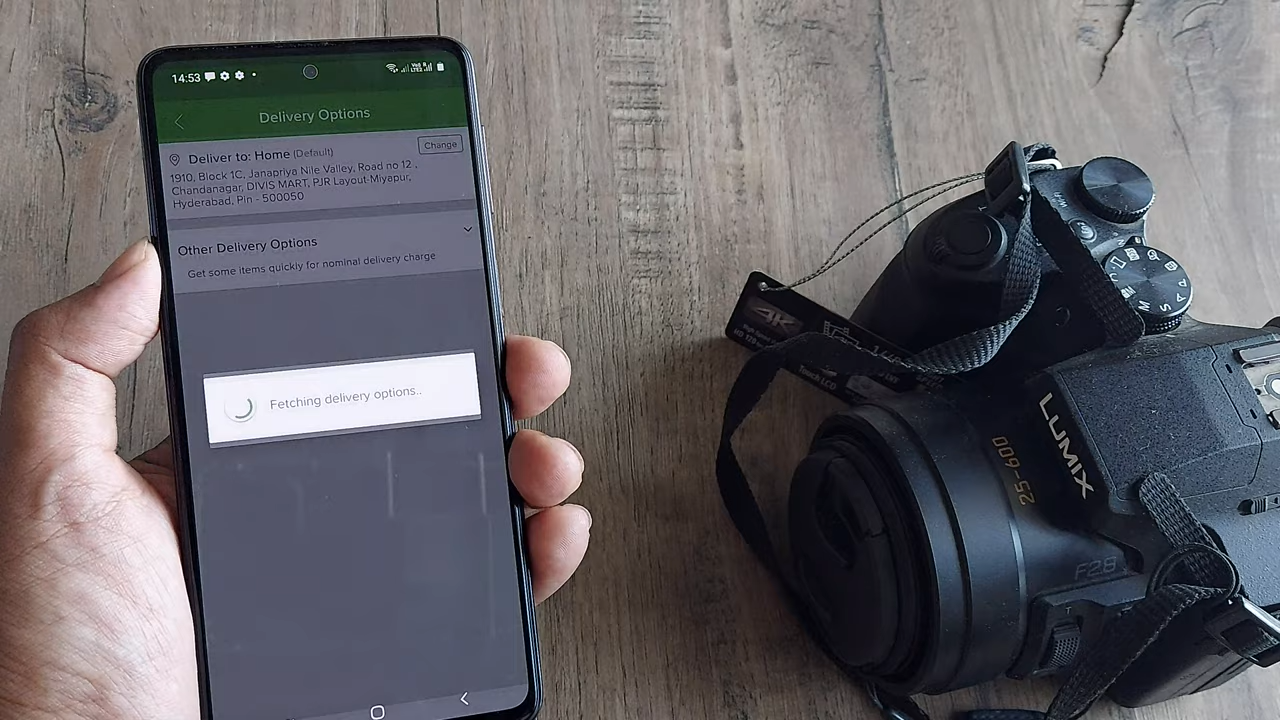 14:53
Delivery Options
Deliver to: Home (Default)
Change
1910, Block 1C, Janapriya Nile Valley, Road no 12 ,
Chandanagar, DIVIS MART, PJR Layout Miyapur,
Hyderabad, Pin - 500050
Other Delivery Options
Get some items quickly for nominal delivery charge
Fetching delivery options..
4K
Touch LCD
LUMIX
25-600
F2.8
M
S
A
P
T